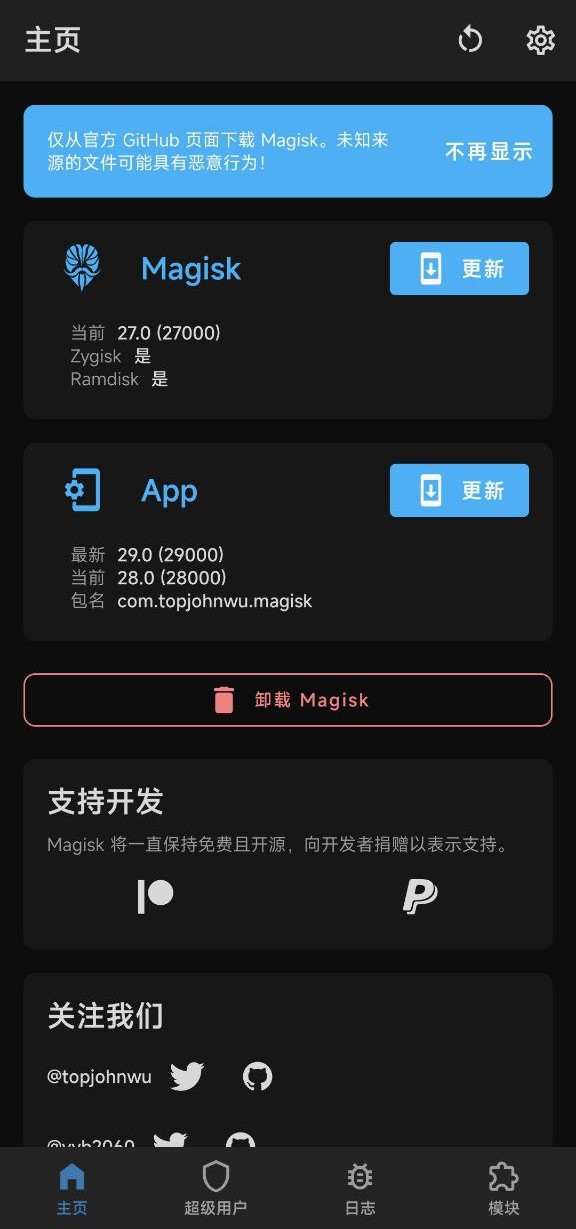 主页
仅从官方 GitHub 页面下载 Magisk。未知来
源的文件可能具有恶意行为！
不再显示
Magisk
更新
当前 27.0 (27000)
Zygisk 是
Ramdisk 是
App
更新
最新 29.0 (29000)
当前 28.0 (28000)
包名 com.topjohnwu.magisk
卸载 Magisk
支持开发
Magisk 将一直保持免费且开源，向开发者捐赠以表示支持。
关注我们
@topjohnwu
主页
超级用户
日志
模块